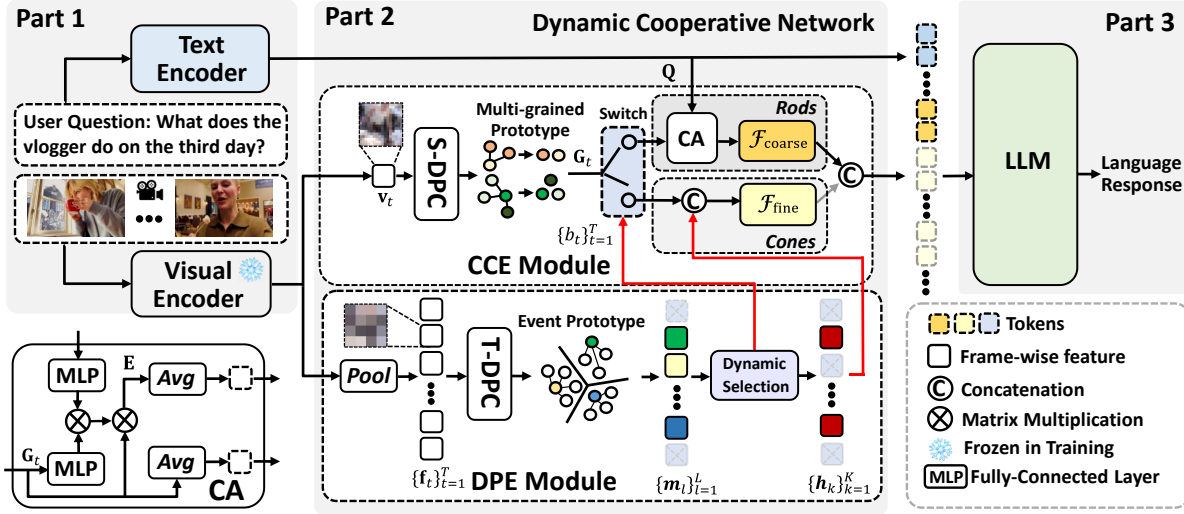 Part 1
Part 2
Dynamic Cooperative Network
Part 3
Text
Encoder
Q
User Question: What does the
vlogger do on the third day?
Visual
Encoder
v_t
S-DPC
Multi-grained
Prototype
G_t
Switch
Rods
CA
F_coarse
C
C
F_fine
Cones
{b_t}_{t=1}^T
CCE Module
LLM
Language
Response
Pool
{f_t}_{t=1}^T
T-DPC
Event Prototype
DPE Module
{m_l}_{l=1}^L
Dynamic
Selection
{h_k}_{k=1}^K
MLP
E
Avg
G_t
MLP
Avg
CA
Tokens
Frame-wise feature
C Concatenation
Matrix Multiplication
Frozen in Training
MLP Fully-Connected Layer